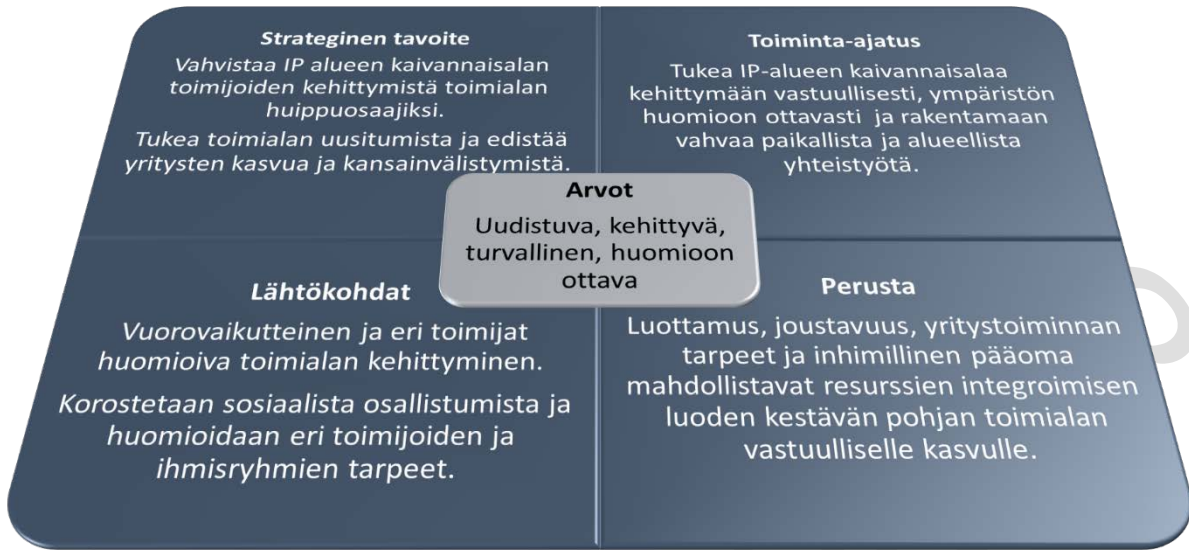 Strateginen tavoite
Vahvistaa IP alueen kaivannaisalan
toimijoiden kehittymistä toimialan
huippuosaajiksi.
Tukea toimialan uusitumista ja edistää
yritysten kasvua ja kansainvälistymistä.
Toiminta-ajatus
Tukea IP-alueen kaivannaisalaa
kehittymään vastuullisesti, ympäristön
huomioon ottavasti ja rakentamaan
vahvaa paikallista ja alueellista
yhteistyötä.
Arvot
Uudistuva, kehittyvä,
turvallinen, huomioon
ottava
Lähtökohdat
Vuorovaikutteinen ja eri toimijat
huomioiva toimialan kehittyminen.
Korostetaan sosiaalista osallistumista ja
huomioidaan eri toimijoiden ja
ihmisryhmien tarpeet.
Perusta
Luottamus, joustavuus, yritystoiminnan
tarpeet ja inhimillinen pääoma
mahdollistavat resurssien integroimisen
luoden kestävän pohjan toimialan
vastuulliselle kasvulle.